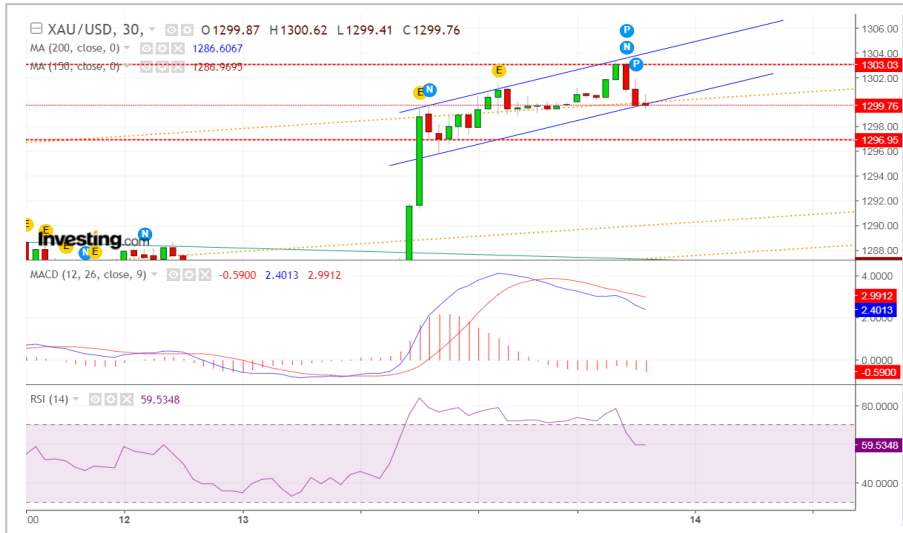 XAU/USD, 30, O1299.87 H1300.62 L1299.41 C1299.76
MA (200, close, 0) 1286.6067
MA (150, close, 0) 1286.9695
1306.00
1304.00
1303.03
1302.00
1299.76
1298.00
1296.95
1296.00
1294.00
1292.00
1290.00
1288.00
P
N
P
E
E N
E
E
E
N E
N
Investing.com
MACD (12, 26, close, 9) -0.5900 2.4013 2.9912
4.0000
2.9912
2.4013
2.0000
0.0000
-0.5900
RSI (14) 59.5348
80.0000
59.5348
40.0000
:00 12 13 14